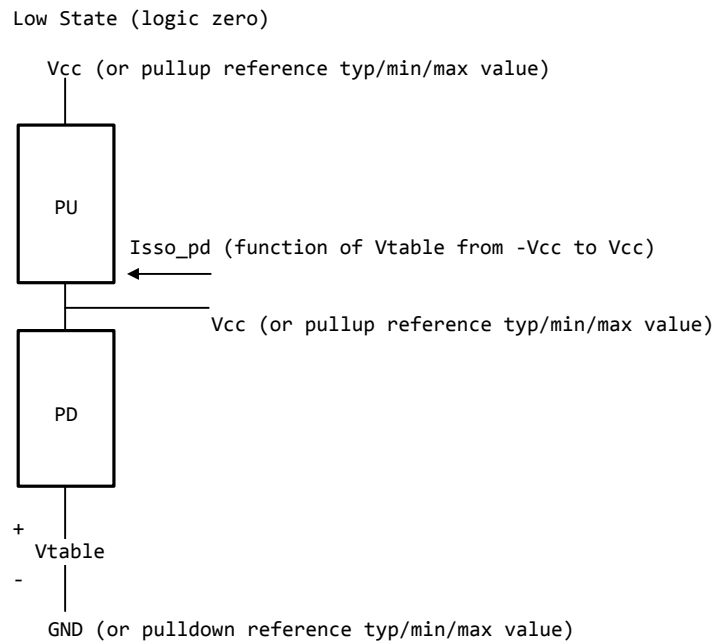 Low State (logic zero)
Vcc (or pullup reference typ/min/max value)
PU
Isso_pd (function of Vtable from -Vcc to Vcc)
Vcc (or pullup reference typ/min/max value)
PD
+
Vtable
-
GND (or pulldown reference typ/min/max value)